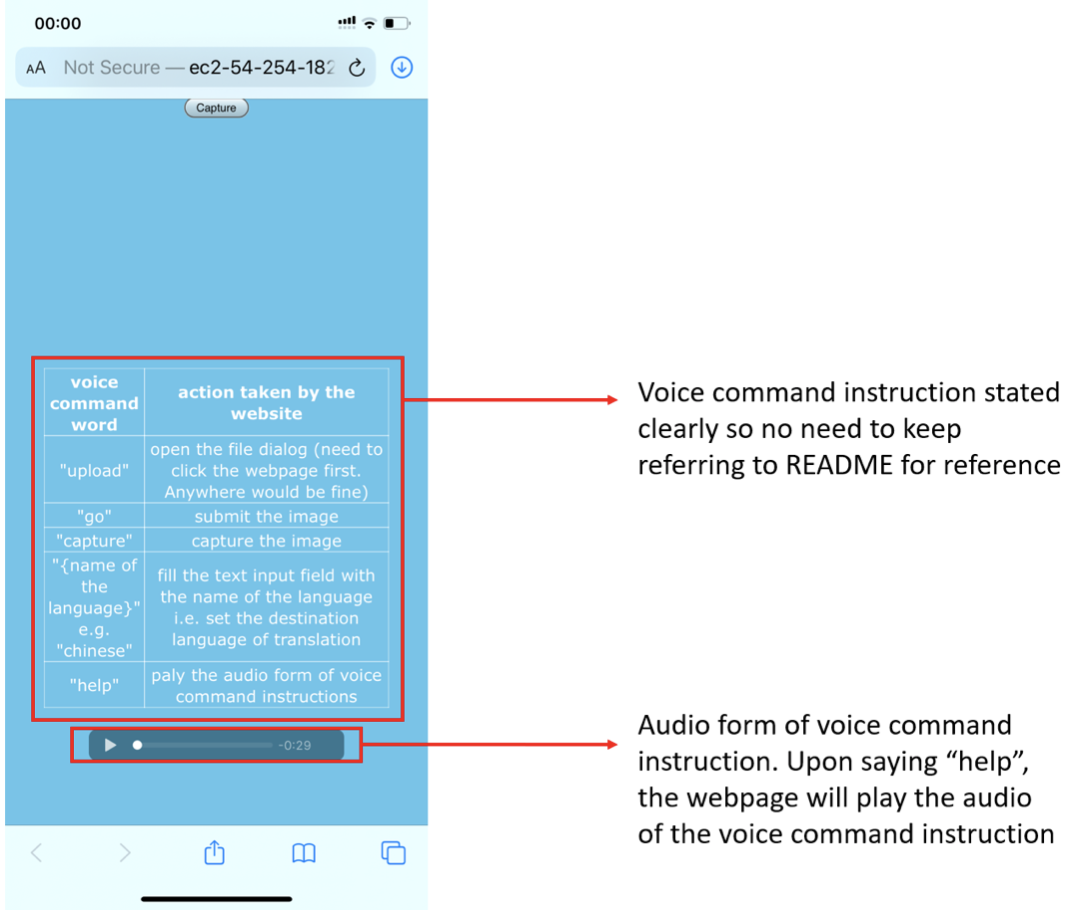 00:00
AA Not Secure — ec2-54-254-182
Capture
voice
command
word
action taken by the
website
"upload"
open the file dialog (need to
click the webpage first.
Anywhere would be fine)
"go"
submit the image
"capture"
capture the image
"{name of
the
language}"
e.g.
"chinese"
fill the text input field with
the name of the language
i.e. set the destination
language of translation
"help"
paly the audio form of voice
command instructions
-0:29
Voice command instruction stated
clearly so no need to keep
referring to README for reference
Audio form of voice command
instruction. Upon saying “help”,
the webpage will play the audio
of the voice command instruction